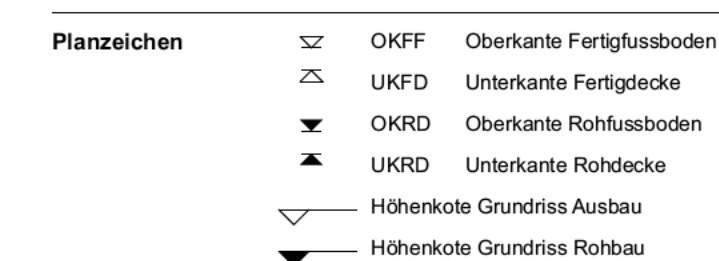 Planzeichen OKFF Oberkante Fertigfussboden
UKFD Unterkante Fertigdecke
OKRD Oberkante Rohfussboden
UKRD Unterkante Rohdecke
Höhenkote Grundriss Ausbau
Höhenkote Grundriss Rohbau